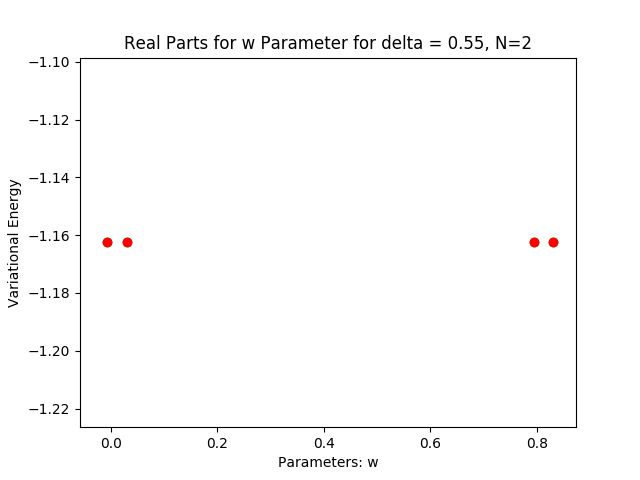 Real Parts for w Parameter for delta = 0.55, N=2
−1.10
−1.12
−1.14
−1.16
−1.18
−1.20
−1.22
Variational Energy
0.0 0.2 0.4 0.6 0.8
Parameters: w